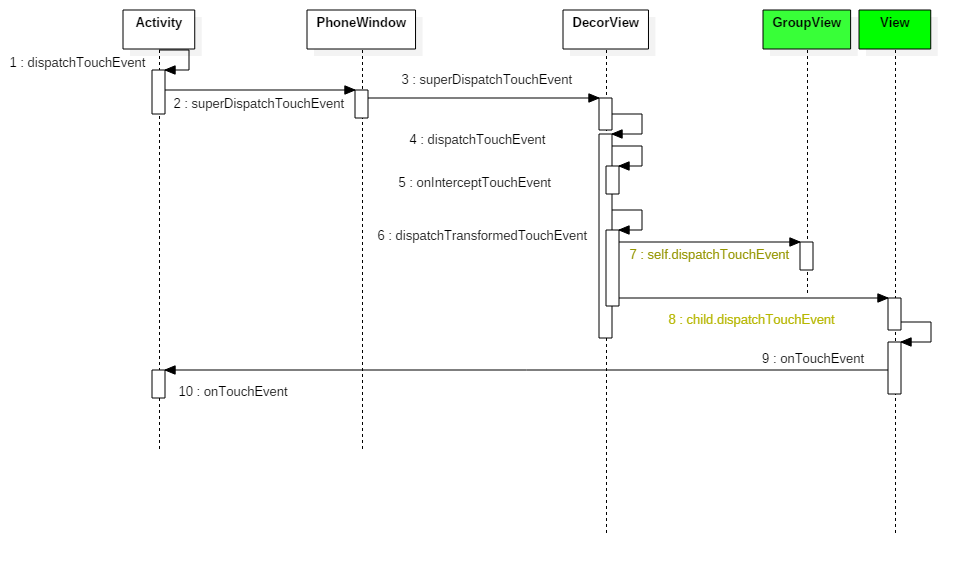 Activity
PhoneWindow
DecorView
GroupView
View
1 : dispatchTouchEvent
2 : superDispatchTouchEvent
3 : superDispatchTouchEvent
4 : dispatchTouchEvent
5 : onInterceptTouchEvent
6 : dispatchTransformedTouchEvent
7 : self.dispatchTouchEvent
8 : child.dispatchTouchEvent
9 : onTouchEvent
10 : onTouchEvent